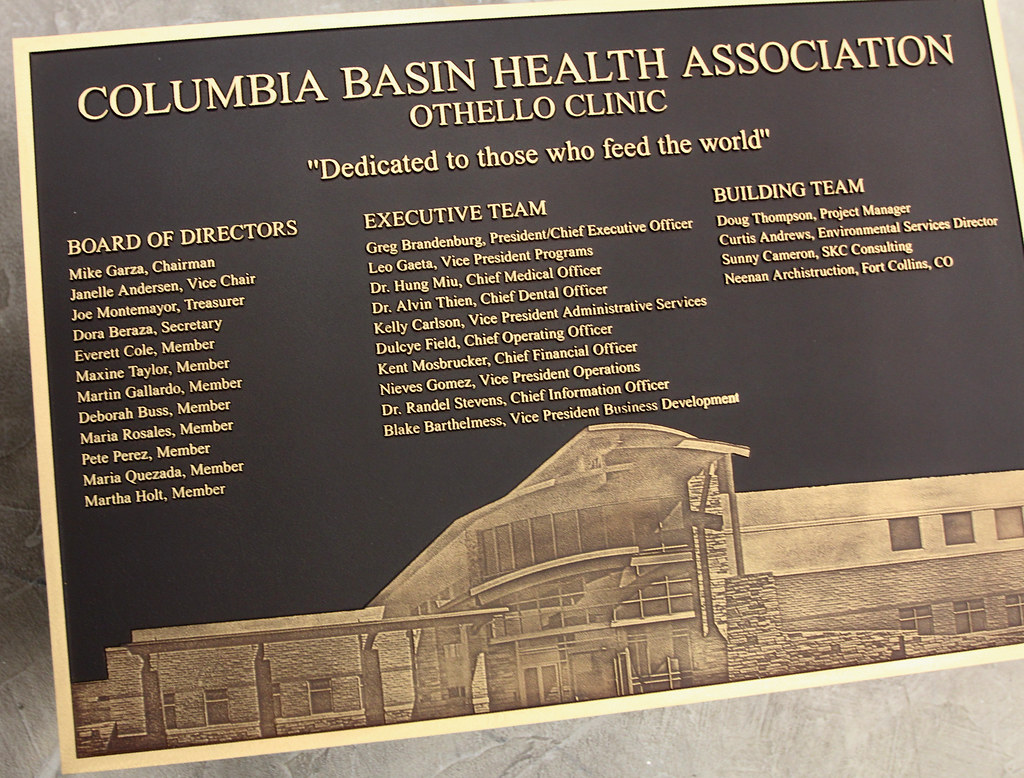 COLUMBIA BASIN HEALTH ASSOCIATION
OTHELLO CLINIC
"Dedicated to those who feed the world"
BOARD OF DIRECTORS
Mike Garza, Chairman
Janelle Andersen, Vice Chair
Joe Montemayor, Treasurer
Dora Beraza, Secretary
Everett Cole, Member
Maxine Taylor, Member
Martin Gallardo, Member
Deborah Buss, Member
Maria Rosales, Member
Pete Perez, Member
Maria Quezada, Member
Martha Holt, Member
EXECUTIVE TEAM
Greg Brandenburg, President/Chief Executive Officer
Leo Gaeta, Vice President Programs
Dr. Hung Miu, Chief Medical Officer
Dr. Alvin Thien, Chief Dental Officer
Kelly Carlson, Vice President Administrative Services
Dulcye Field, Chief Operating Officer
Kent Mosbrucker, Chief Financial Officer
Nieves Gomez, Vice President Operations
Dr. Randel Stevens, Chief Information Officer
Blake Barthelmess, Vice President Business Development
BUILDING TEAM
Doug Thompson, Project Manager
Curtis Andrews, Environmental Services Director
Sunny Cameron, SKC Consulting
Neenan Archistruction, Fort Collins, CO